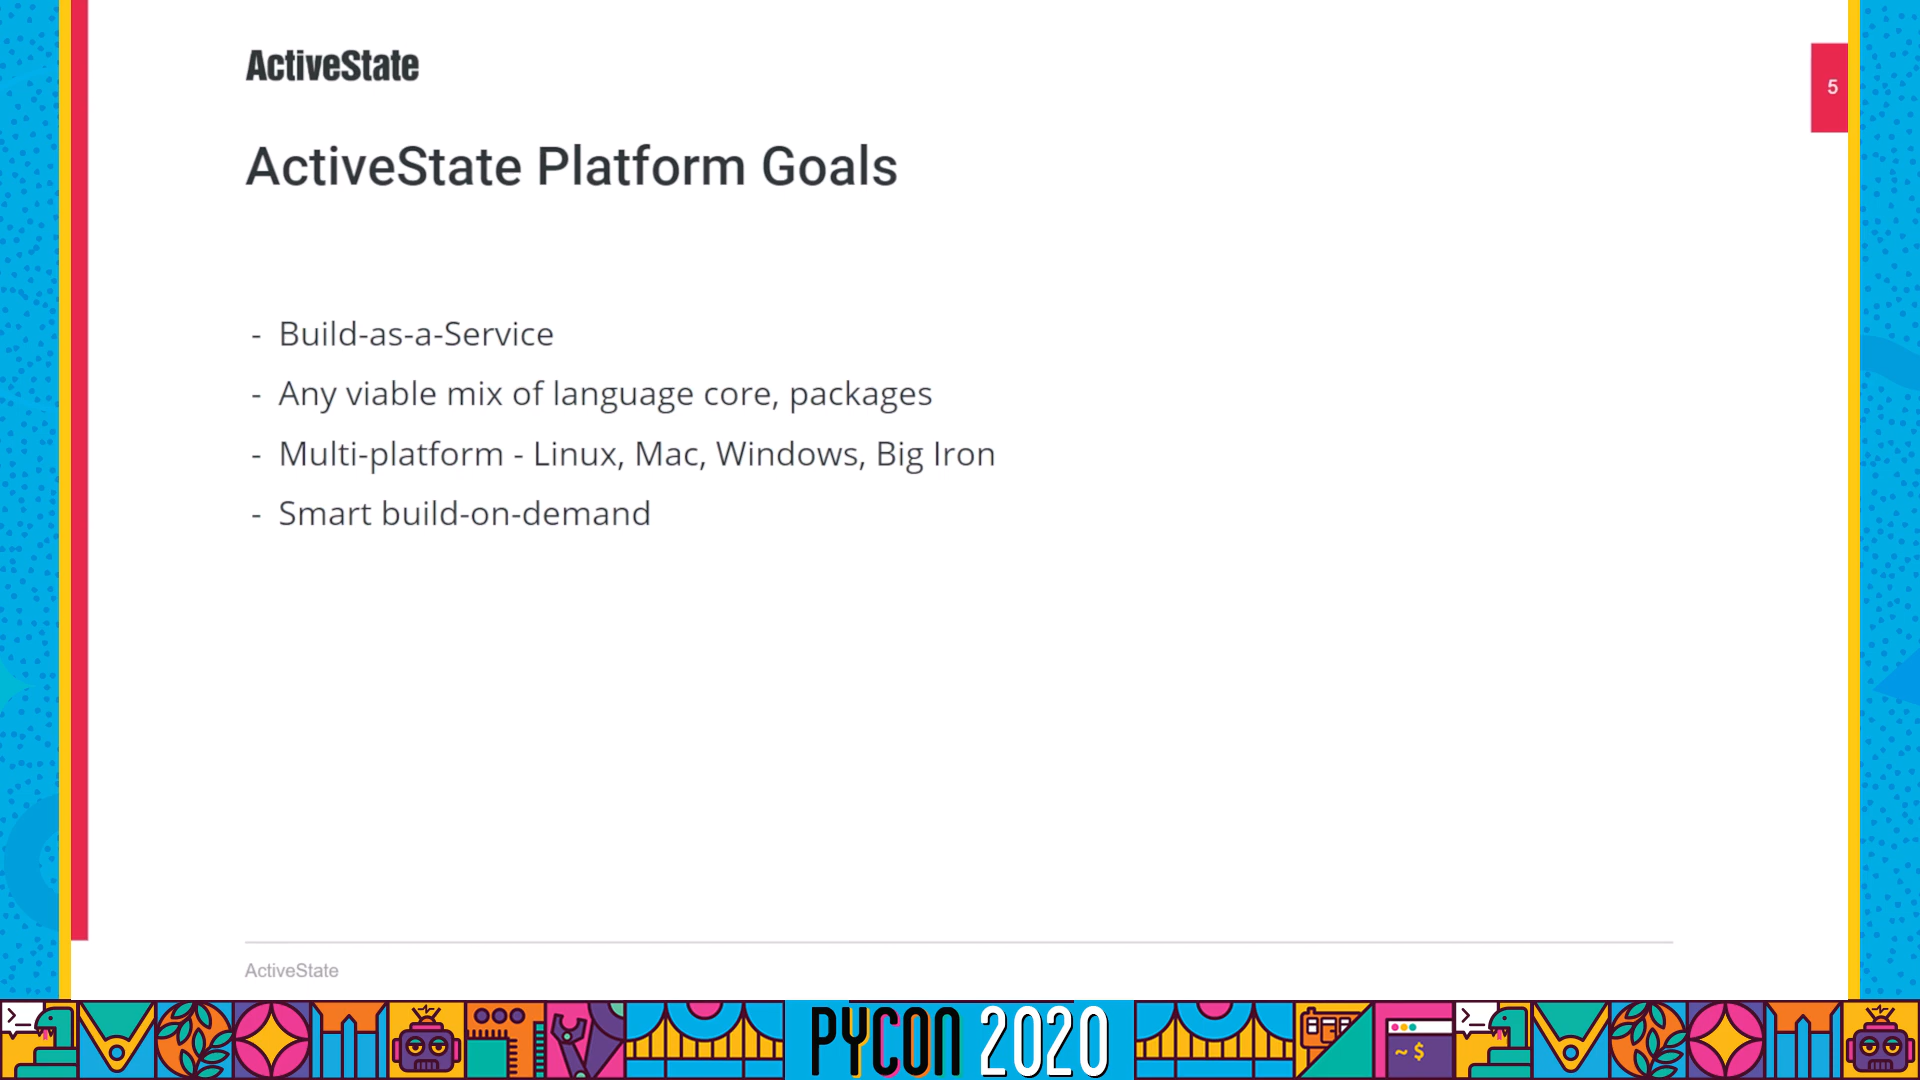 ActiveState
5
ActiveState Platform Goals
- Build-as-a-Service
- Any viable mix of language core, packages
- Multi-platform - Linux, Mac, Windows, Big Iron
- Smart build-on-demand
ActiveState
PYCON 2020
~ $